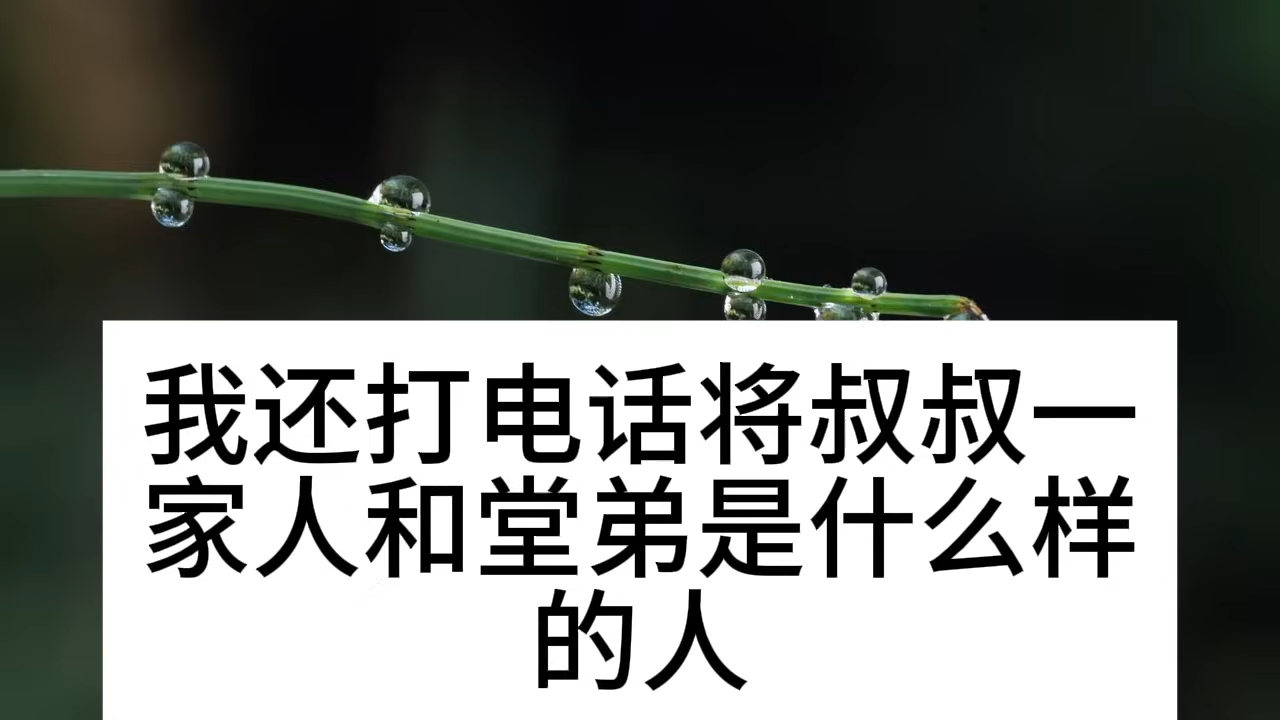 我还打电话将叔叔一
家人和堂弟是什么样
的人